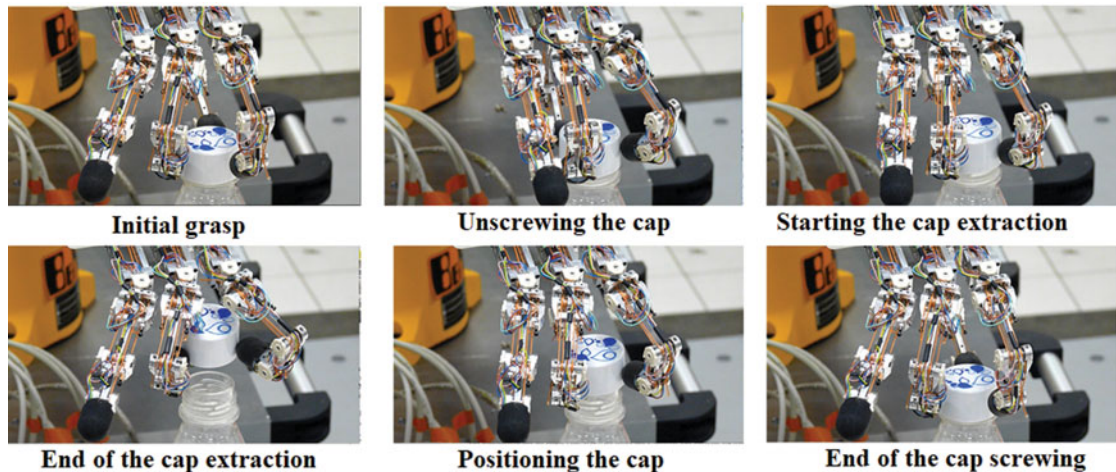 Initial grasp
Unscrewing the cap
Starting the cap extraction
End of the cap extraction
Positioning the cap
End of the cap screwing